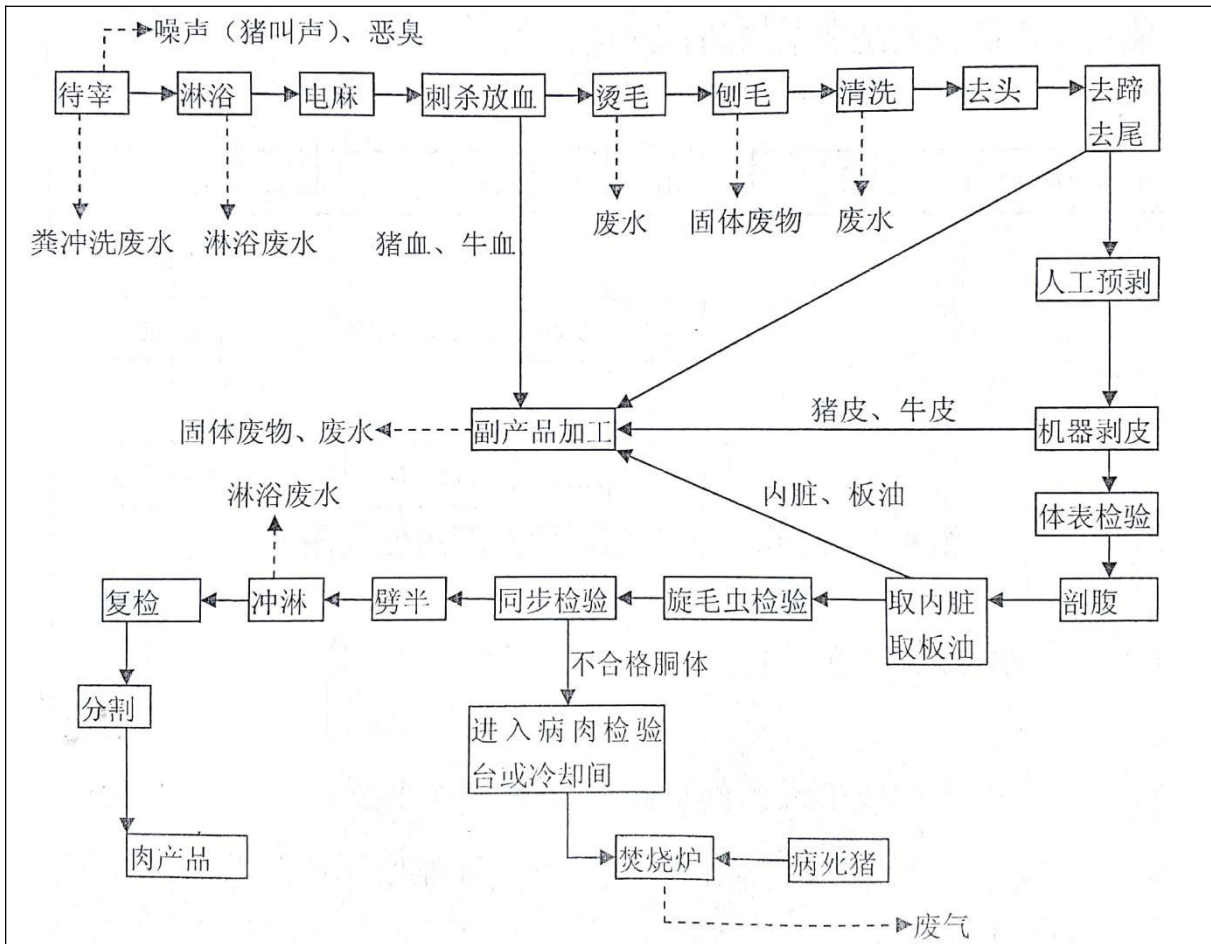 噪声（猪叫声）、恶臭
待宰
淋浴
电麻
刺杀放血
烫毛
刨毛
清洗
去头
去蹄
去尾
粪冲洗废水
淋浴废水
猪血、牛血
废水
固体废物
废水
人工预剥
固体废物、废水
副产品加工
猪皮、牛皮
机器剥皮
淋浴废水
内脏、板油
体表检验
复检
冲淋
劈半
同步检验
旋毛虫检验
取内脏
取板油
剖腹
不合格胴体
分割
进入病肉检验
台或冷却间
肉产品
焚烧炉
病死猪
废气